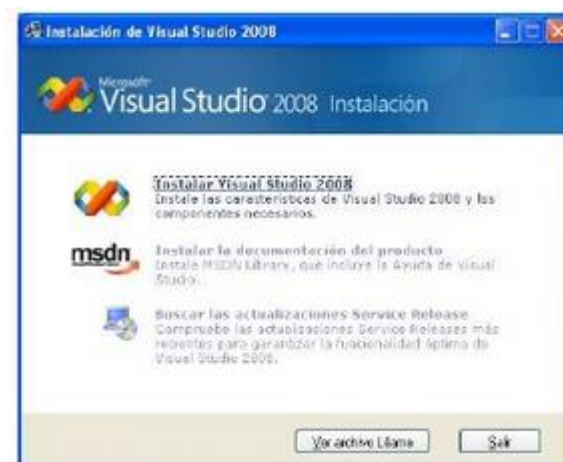 Instalación de Visual Studio 2008
Microsoft
Visual Studio 2008 Instalación
Instalar Visual Studio 2008
Instale las características de Visual Studio 2008 y los
componentes necesarios.
msdn
Instalar la documentación del producto
Instale MSDN Library, que incluye la Ayuda de Visual
Studio.
Buscar las actualizaciones Service Release
Compruebe las actualizaciones Service Releases más
recientes para garantizar la funcionalidad óptima de
Visual Studio 2008.
Ver archivo Léame
Salir